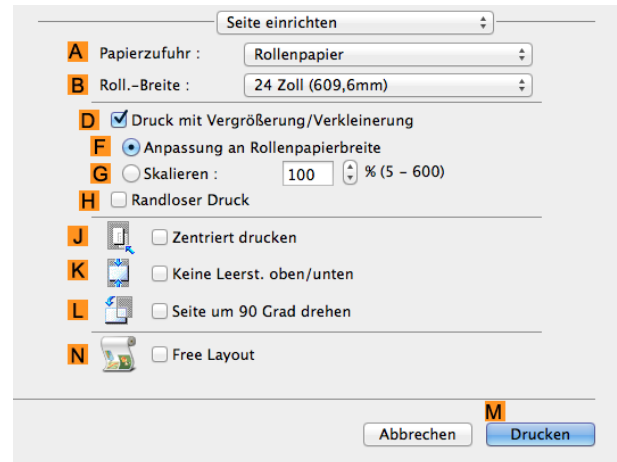 Seite einrichten
A Papierzufuhr : Rollenpapier
B Roll.-Breite : 24 Zoll (609,6mm)
D Druck mit Vergrößerung/Verkleinerung
F Anpassung an Rollenpapierbreite
G Skalieren : 100 % (5 - 600)
H Randloser Druck
J Zentriert drucken
K Keine Leerst. oben/unten
L Seite um 90 Grad drehen
N Free Layout
M
Abbrechen Drucken